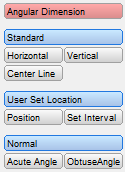 Angular Dimension
Standard
Horizontal Vertical
Center Line
User Set Location
Position Set Interval
Normal
Acute Angle ObtuseAngle